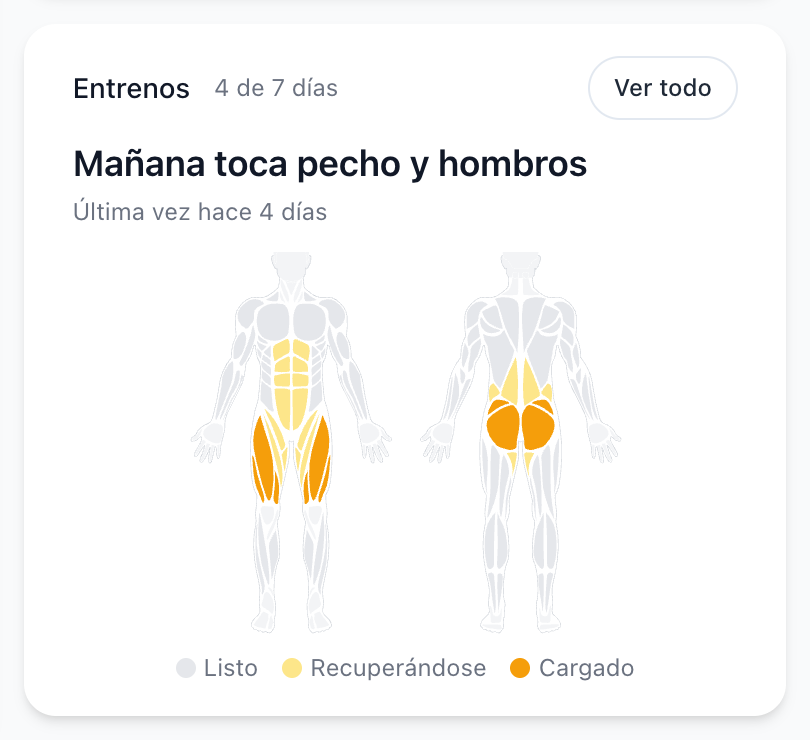 Entrenos 4 de 7 días Ver todo
Mañana toca pecho y hombros
Última vez hace 4 días
Listo Recuperándose Cargado